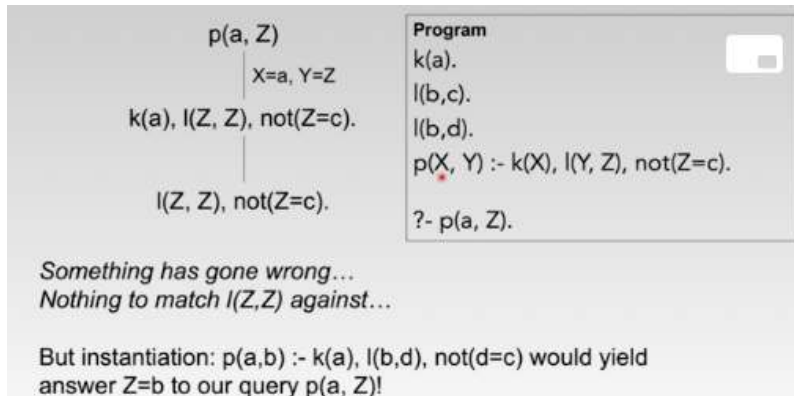 p(a, Z)
X=a, Y=Z
k(a), l(Z, Z), not(Z=c).
l(Z, Z), not(Z=c).
Program
k(a).
l(b,c).
l(b,d).
p(X, Y) :- k(X), l(Y, Z), not(Z=c).
?- p(a, Z).
Something has gone wrong…
Nothing to match l(Z,Z) against…
But instantiation: p(a,b) :- k(a), l(b,d), not(d=c) would yield
answer Z=b to our query p(a, Z)!